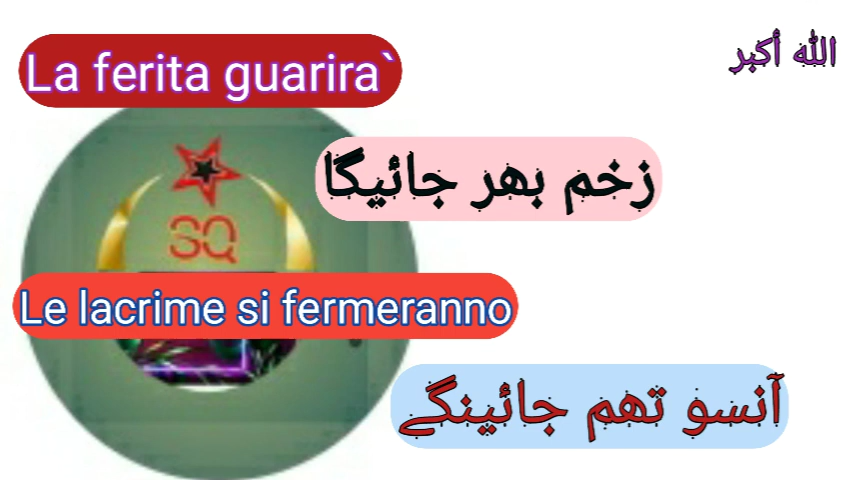 La ferita guarira`
الله أكبر
زخم بھر جائیگا
SQ
Le lacrime si fermeranno
آنسو تھم جائینگے